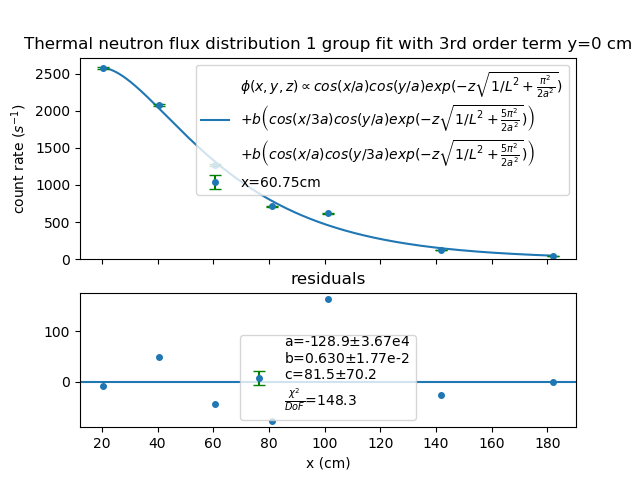 Thermal neutron flux distribution 1 group fit with 3rd order term y=0 cm
count rate (s⁻¹)
2500
2000
1500
1000
500
0
ϕ(x, y, z) ∝ cos(x/a)cos(y/a)exp(−z√(1/L² + π²/2a²))
+b(cos(x/3a)cos(y/a)exp(−z√(1/L² + 5π²/2a²)))
+b(cos(x/a)cos(y/3a)exp(−z√(1/L² + 5π²/2a²)))
x=60.75cm
residuals
100
0
a=-128.9±3.67e4
b=0.630±1.77e-2
c=81.5±70.2
χ²/DoF=148.3
20 40 60 80 100 120 140 160 180
x (cm)